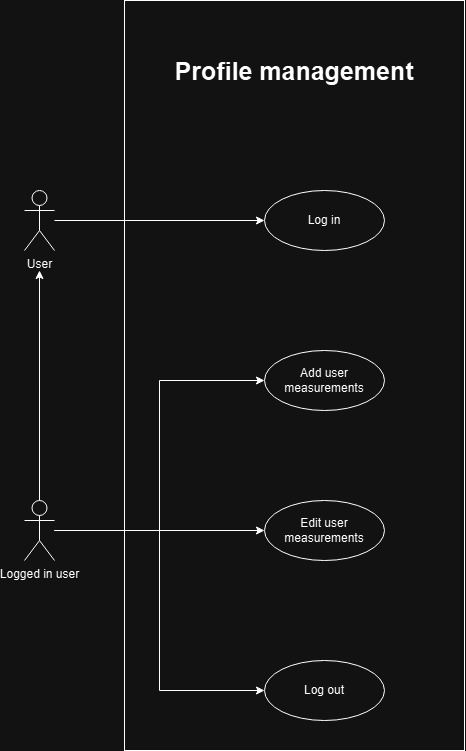 Profile management
Log in
User
Add user
measurements
Edit user
measurements
Logged in user
Log out